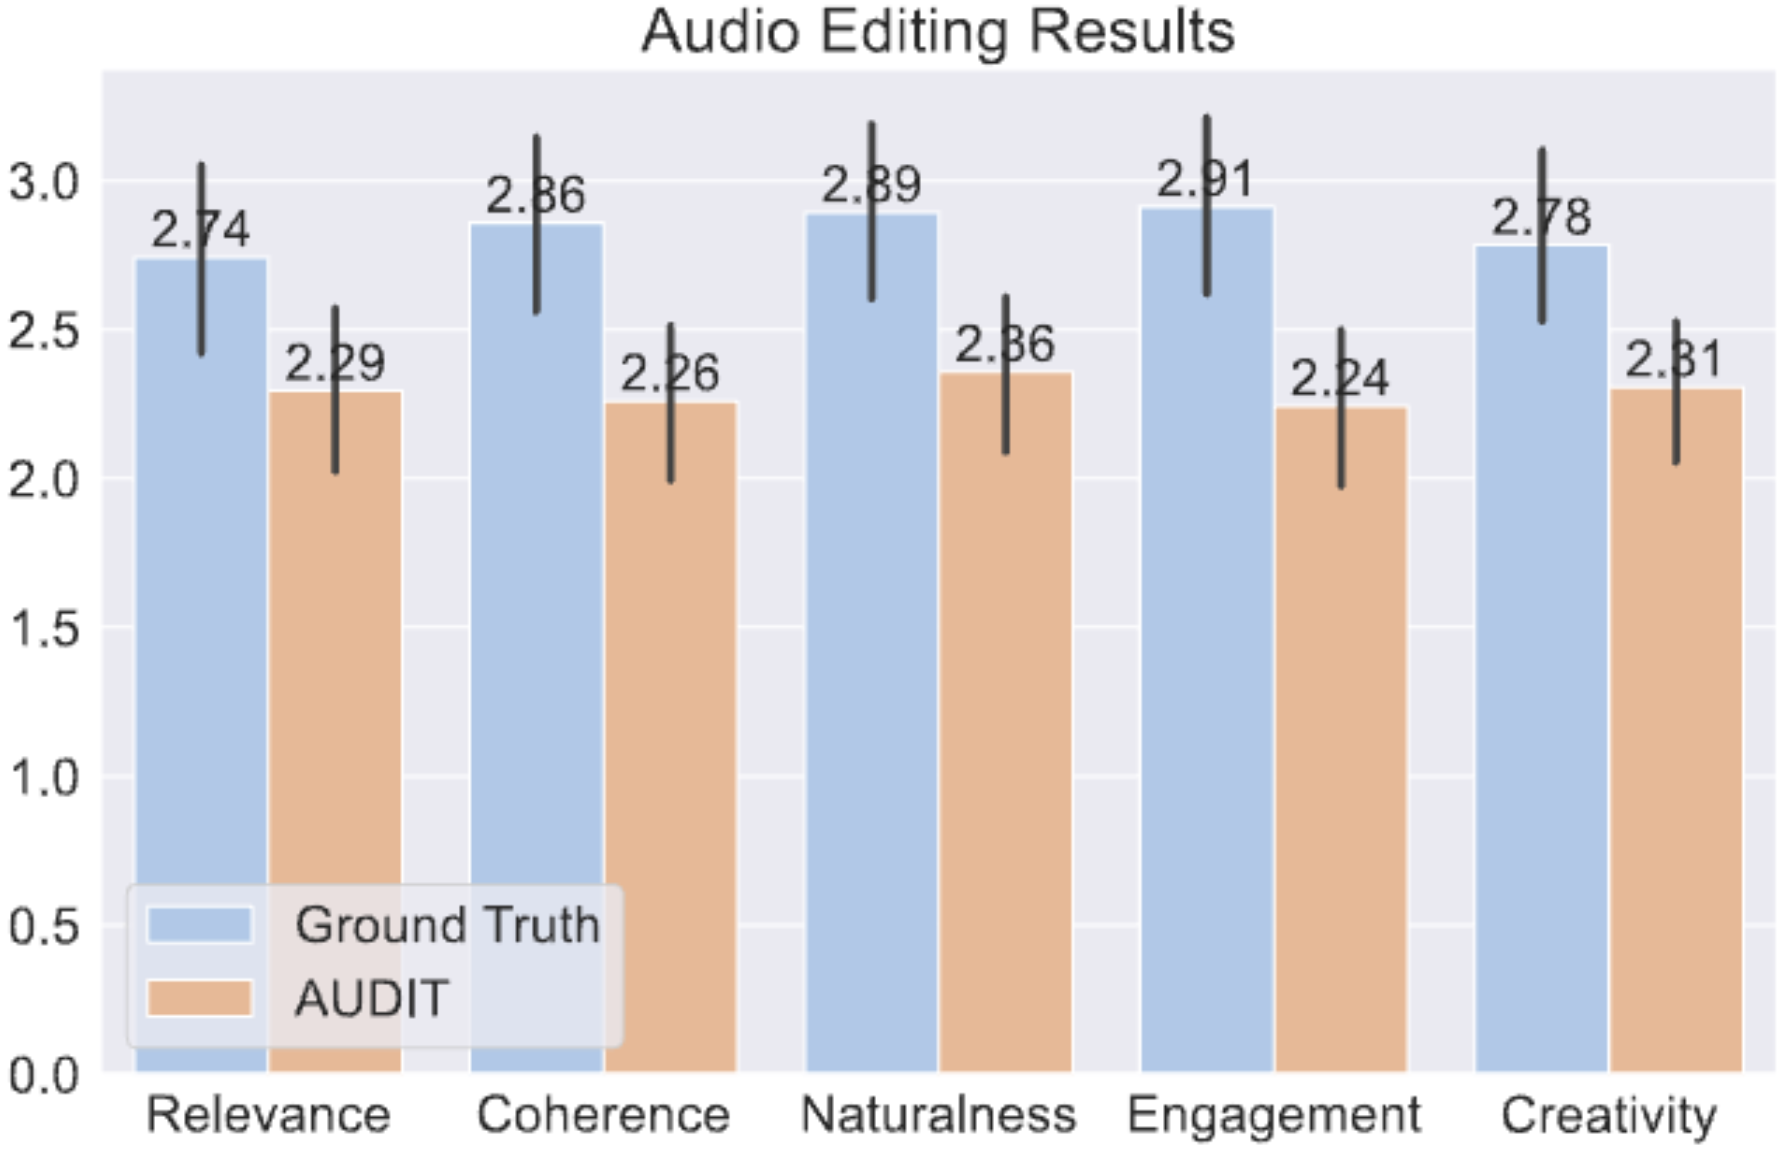 Audio Editing Results
3.0
2.5
2.0
1.5
1.0
0.5
0.0
2.74
2.29
2.86
2.26
2.89
2.36
2.91
2.24
2.78
2.31
Ground Truth
AUDIT
Relevance
Coherence
Naturalness
Engagement
Creativity